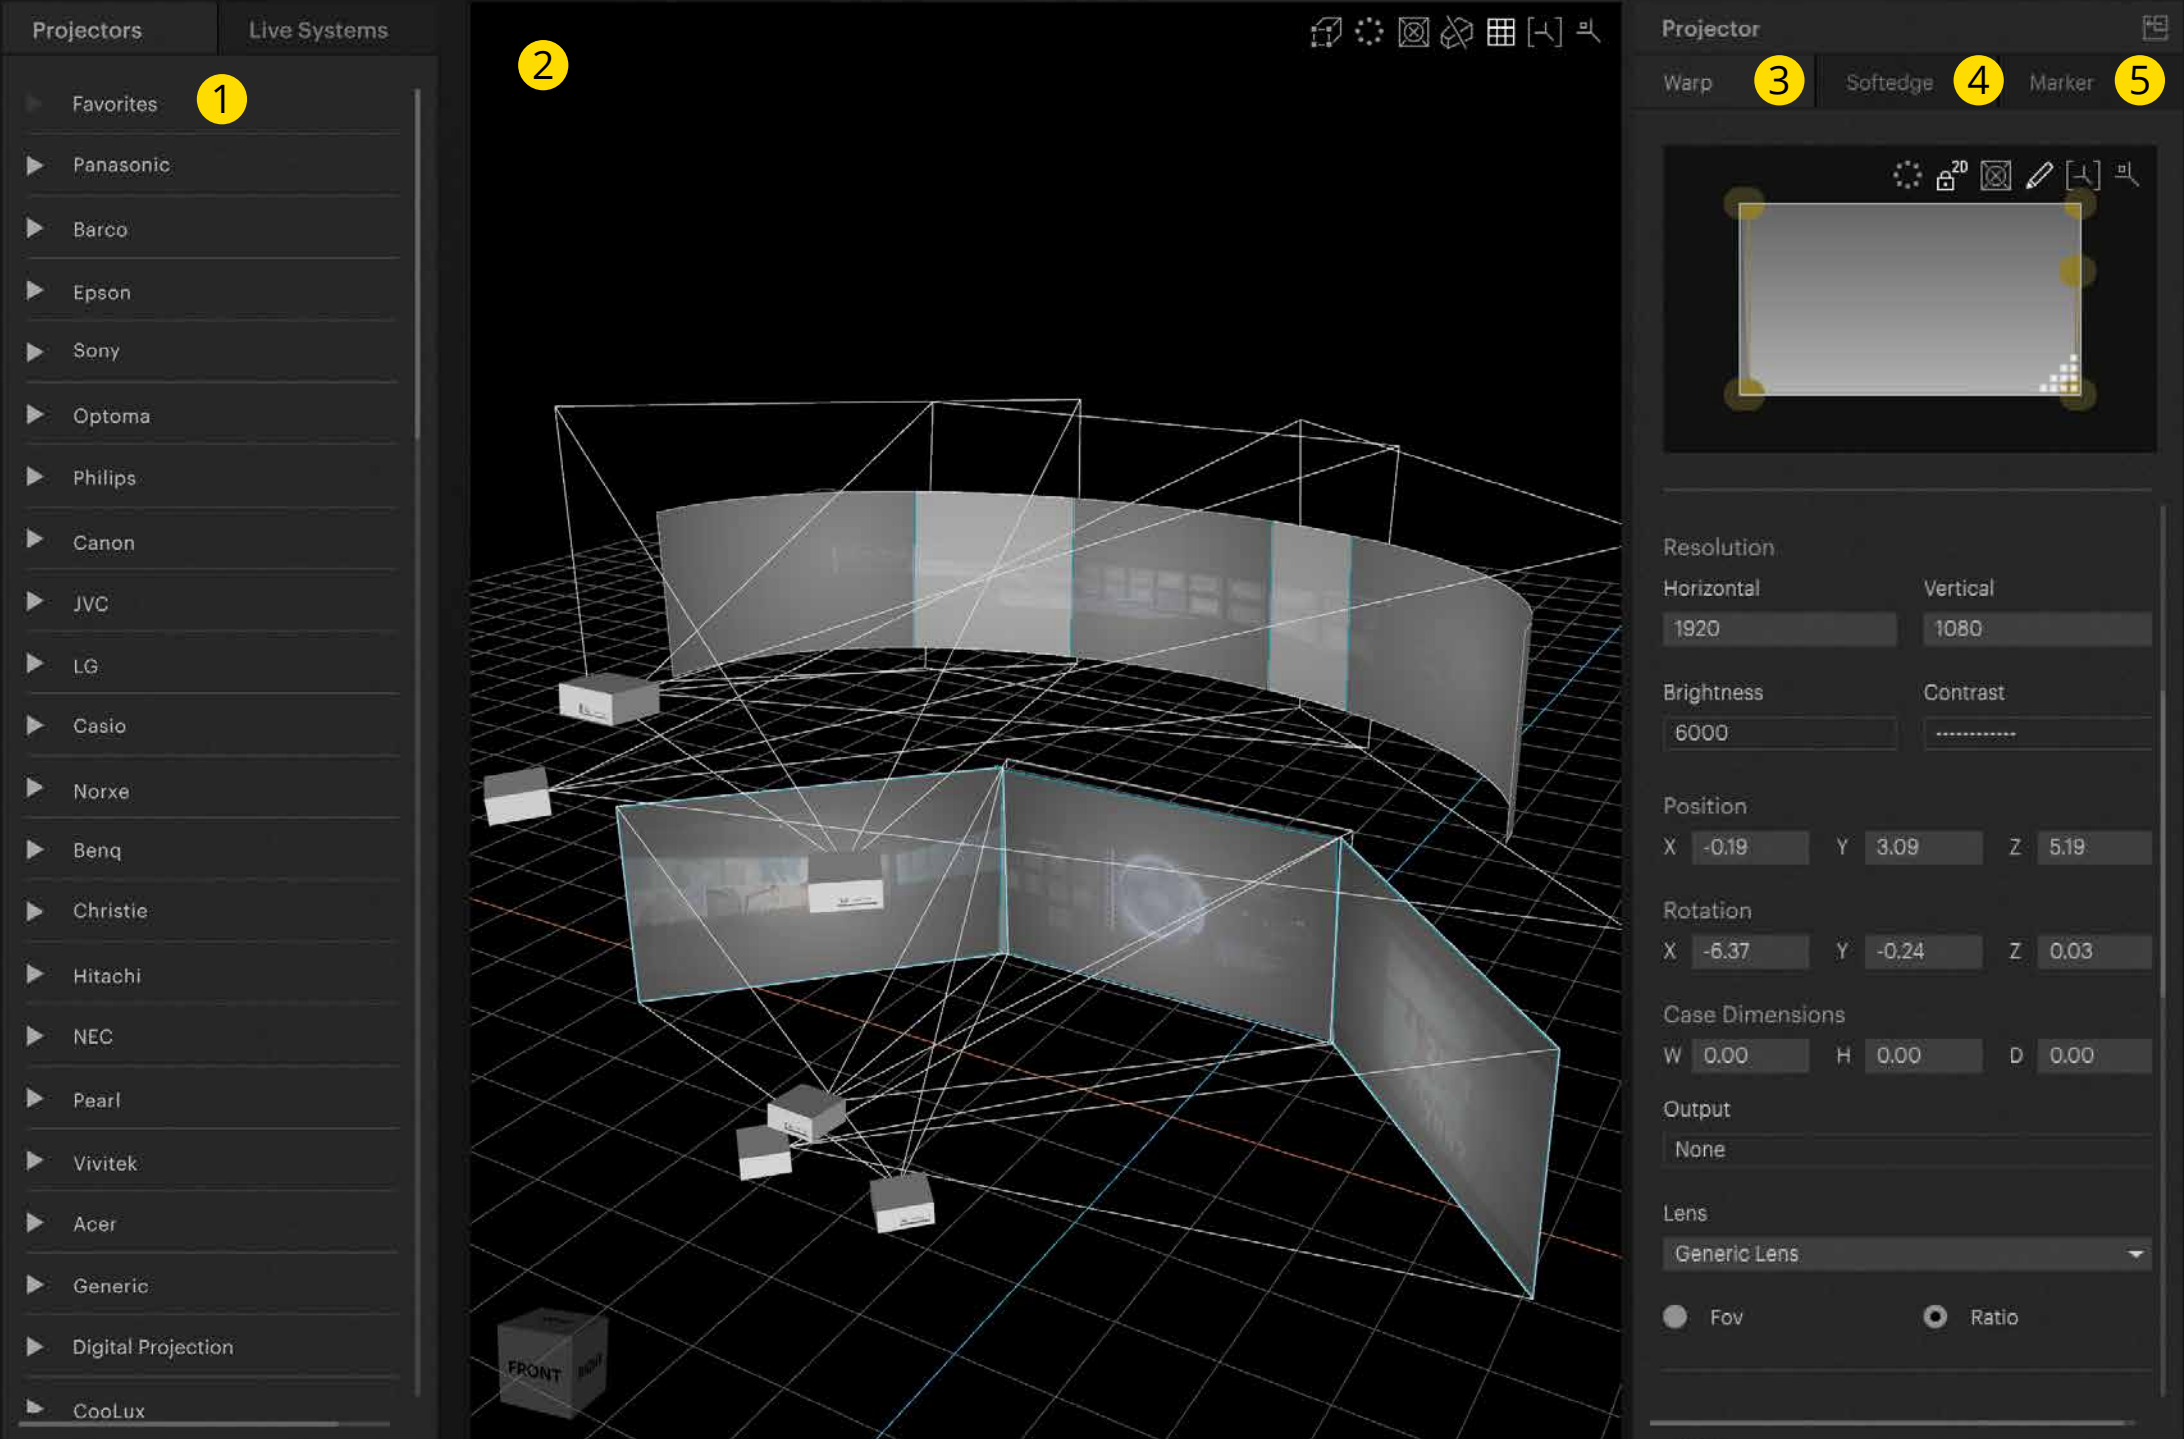 Projectors
Live Systems
1
Favorites
Panasonic
Barco
Epson
Sony
Optoma
Philips
Canon
JVC
LG
Casio
Norxe
Benq
Christie
Hitachi
NEC
Pearl
Vivitek
Acer
Generic
Digital Projection
CooLux
2
FRONT
RIGHT
Projector
Warp 3
Softedge 4
Marker 5
2D
Resolution
Horizontal Vertical
1920 1080
Brightness Contrast
6000 ------------
Position
X -0.19 Y 3.09 Z 5.19
Rotation
X -6.37 Y -0.24 Z 0.03
Case Dimensions
W 0.00 H 0.00 D 0.00
Output
None
Lens
Generic Lens
Fov Ratio